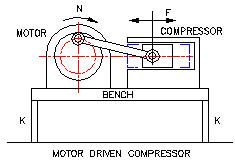 N
F
MOTOR
COMPRESSOR
BENCH
K
K
MOTOR DRIVEN COMPRESSOR